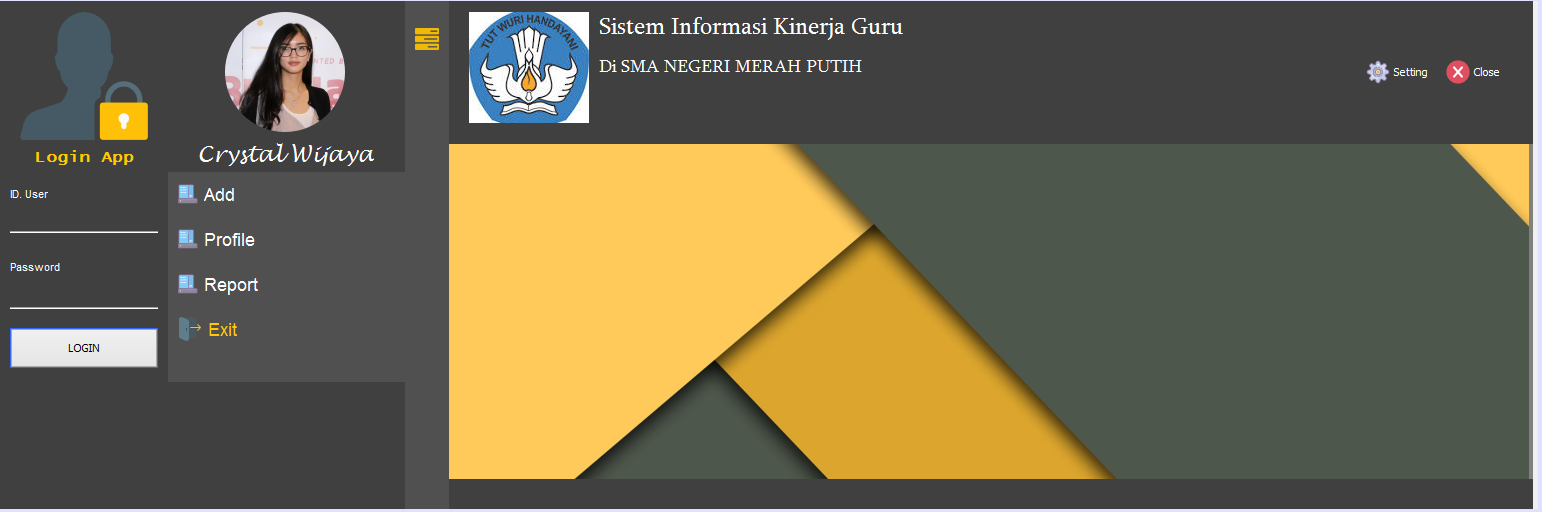 Login App
ID. User
Password
LOGIN
Crystal Wijaya
Add
Profile
Report
Exit
TUT WURI HANDAYANI
Sistem Informasi Kinerja Guru
Di SMA NEGERI MERAH PUTIH
Setting
Close